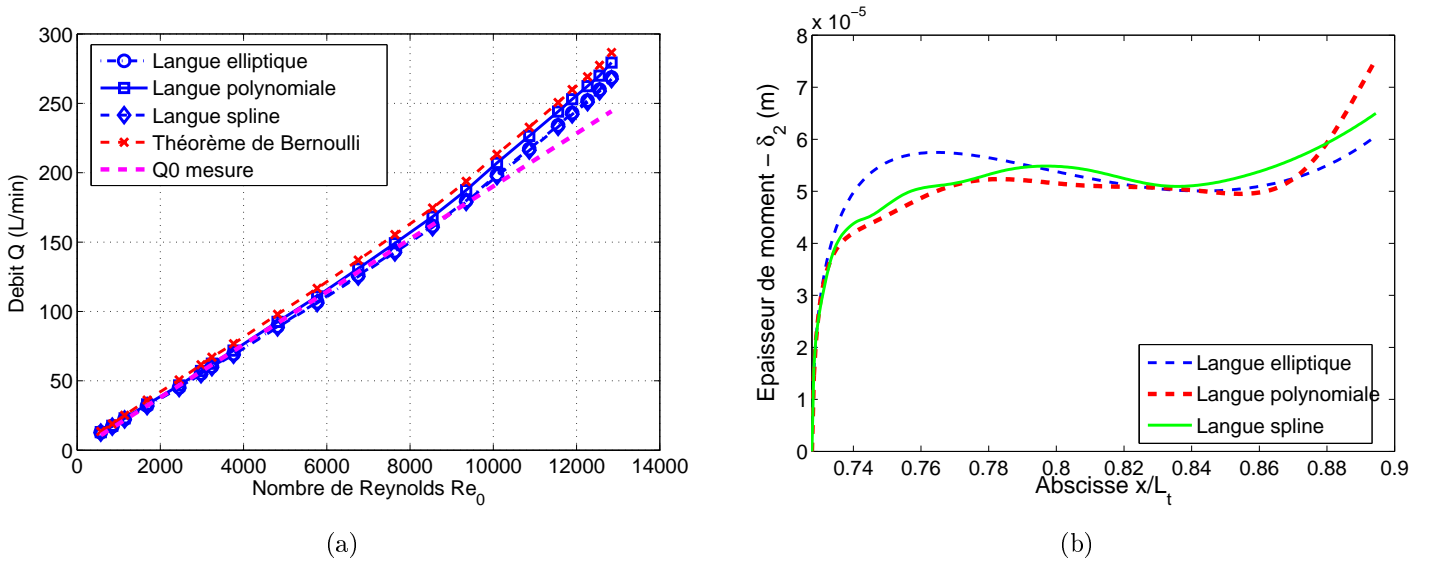 300
250
200
150
100
50
0
Debit Q (L/min)
Langue elliptique
Langue polynomiale
Langue spline
Théorème de Bernoulli
Q0 mesure
0 2000 4000 6000 8000 10000 12000 14000
Nombre de Reynolds Re0
(a)
x 10−5
8
7
6
5
4
3
2
1
0
Epaisseur de moment − δ2 (m)
Langue elliptique
Langue polynomiale
Langue spline
0.74 0.76 0.78 0.8 0.82 0.84 0.86 0.88 0.9
Abscisse x/Lt
(b)